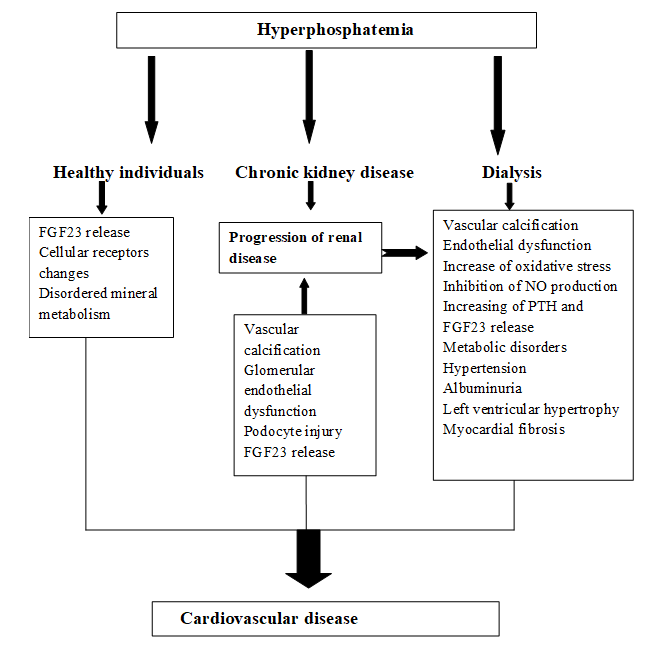 Hyperphosphatemia
Healthy individuals
Chronic kidney disease
Dialysis
FGF23 release
Cellular receptors
changes
Disordered mineral
metabolism
Progression of renal
disease
Vascular
calcification
Glomerular
endothelial
dysfunction
Podocyte injury
FGF23 release
Vascular calcification
Endothelial dysfunction
Increase of oxidative stress
Inhibition of NO production
Increasing of PTH and
FGF23 release
Metabolic disorders
Hypertension
Albuminuria
Left ventricular hypertrophy
Myocardial fibrosis
Cardiovascular disease